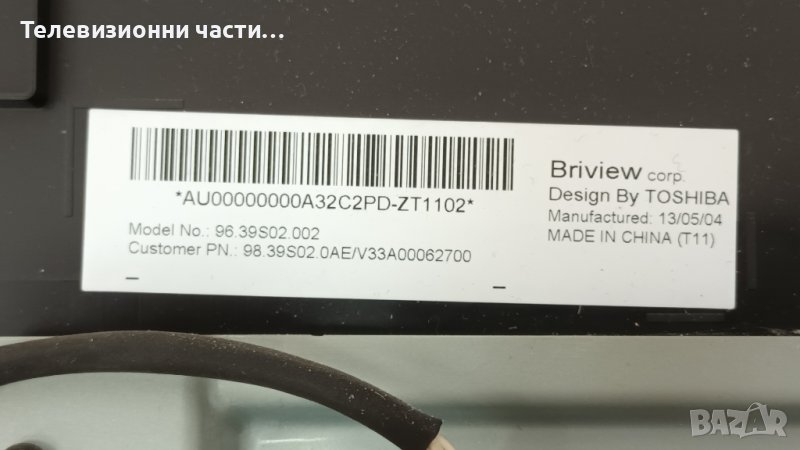 Телевизионни части…
*AU00000000A32C2PD-ZT1102*
Model No.: 96.39S02.002
Customer PN.: 98.39S02.0AE/V33A00062700
Briview corp.
Design By TOSHIBA
Manufactured: 13/05/04
MADE IN CHINA (T11)
BAZAR